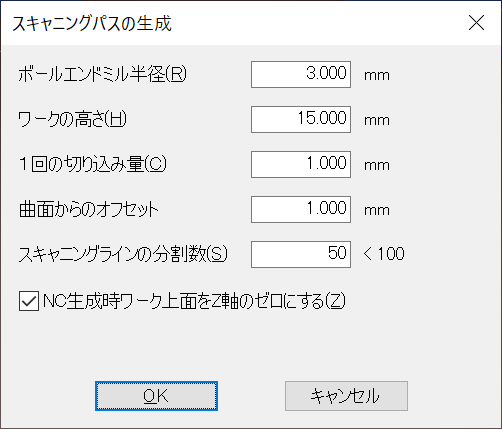 スキャニングパスの生成
ボールエンドミル半径(R) 3.000 mm
ワークの高さ(H) 15.000 mm
１回の切り込み量(C) 1.000 mm
曲面からのオフセット 1.000 mm
スキャニングラインの分割数(S) 50 < 100
NC生成時ワーク上面をZ軸のゼロにする(Z)
OK キャンセル